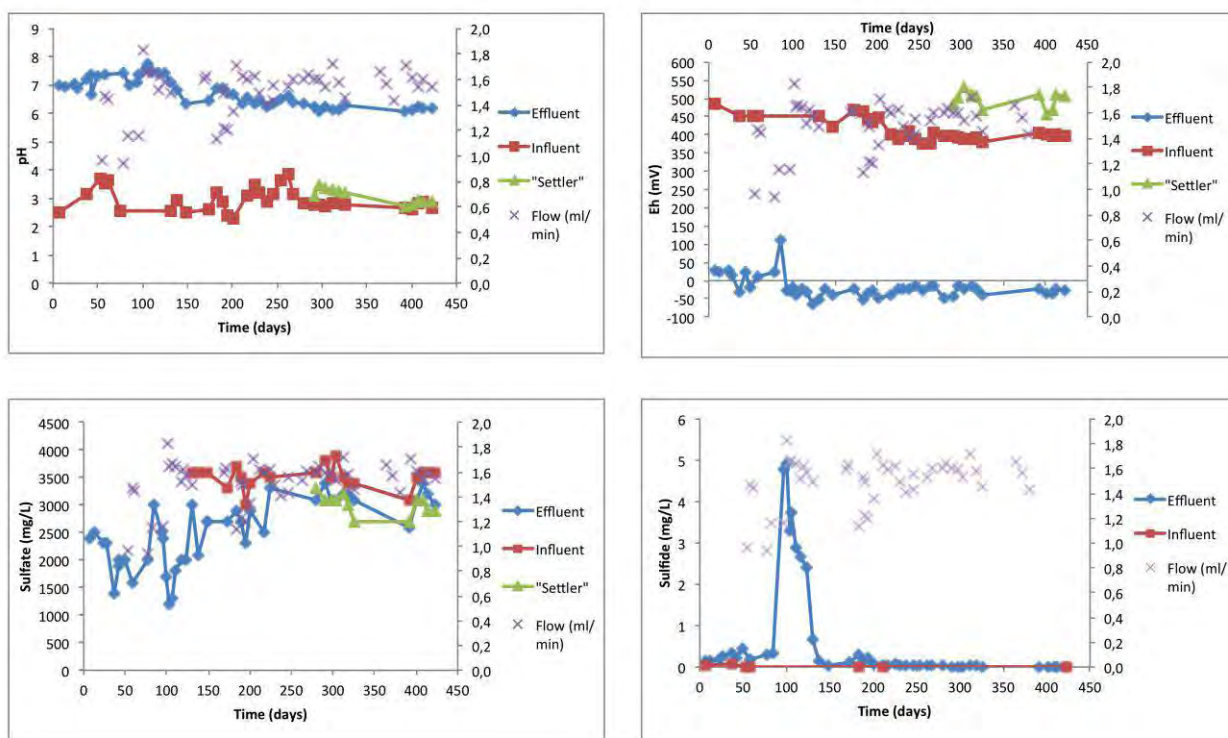 9
8
7
6
5
4
3
2
1
0
pH
0 50 100 150 200 250 300 350 400 450
Time (days)
2,0
1,8
1,6
1,4
1,2
1,0
0,8
0,6
0,4
0,2
0,0
Effluent
Influent
"Settler"
Flow (ml/
min)
Time (days)
0 50 100 150 200 250 300 350 400 450
600
550
500
450
400
350
300
250
200
150
100
50
0
-50
-100
Eh (mV)
2,0
1,8
1,6
1,4
1,2
1,0
0,8
0,6
0,4
0,2
0,0
Effluent
Influent
"Settler"
Flow (ml/
min)
4500
4000
3500
3000
2500
2000
1500
1000
500
0
Sulfate (mg/L)
0 50 100 150 200 250 300 350 400 450
Time (days)
2,0
1,8
1,6
1,4
1,2
1,0
0,8
0,6
0,4
0,2
0,0
Effluent
Influent
"Settler"
Flow (ml/
min)
6
5
4
3
2
1
0
Sulfide (mg/L)
0 50 100 150 200 250 300 350 400 450
Time (days)
2,0
1,8
1,6
1,4
1,2
1,0
0,8
0,6
0,4
0,2
0,0
Effluent
Influent
Flow (ml/
min)